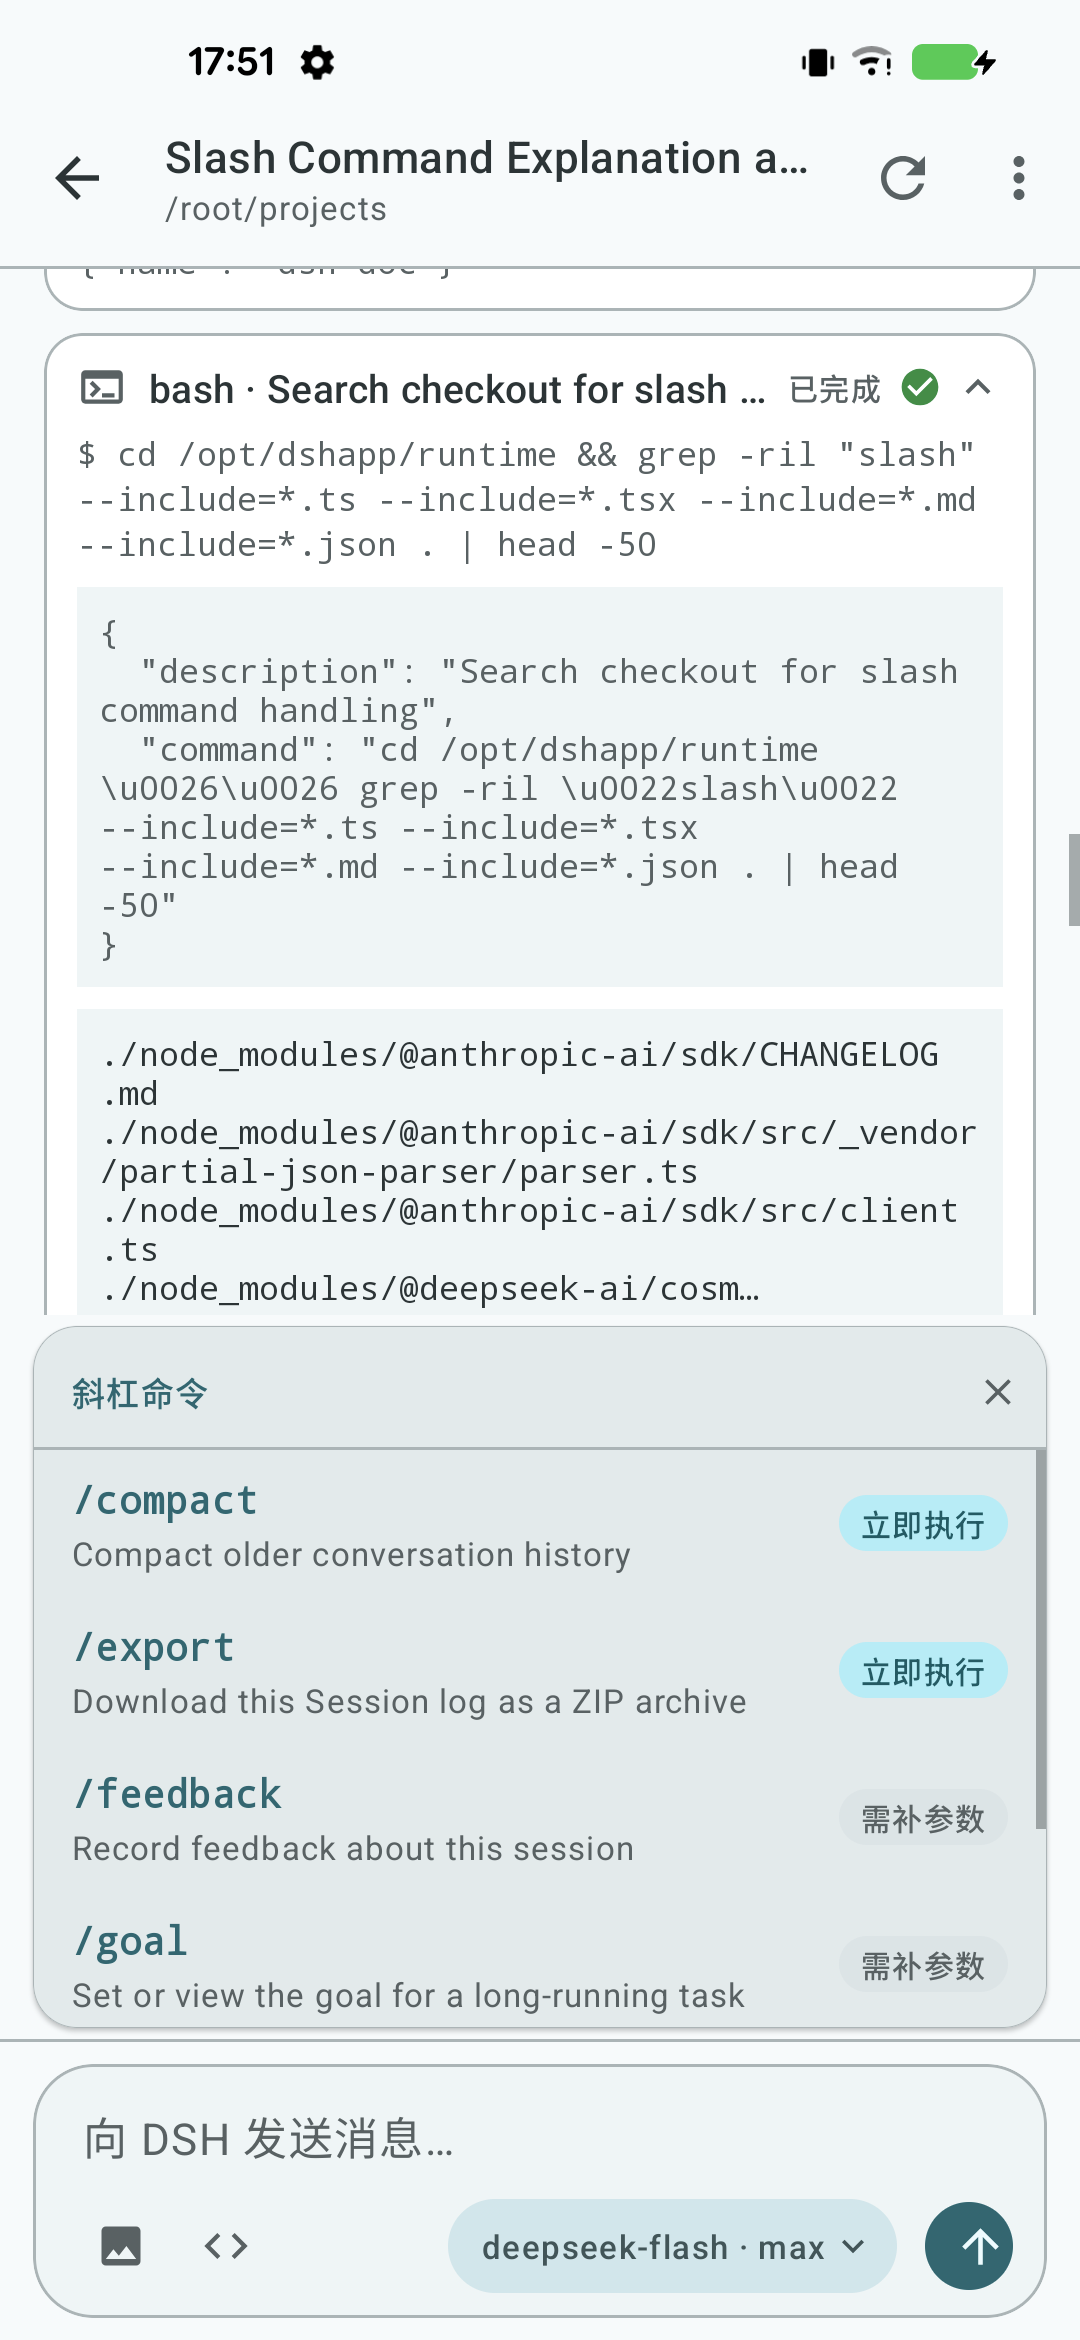 17:51
Slash Command Explanation a...
/root/projects
bash · Search checkout for slash ... 已完成
$ cd /opt/dshapp/runtime && grep -ril "slash"
--include=*.ts --include=*.tsx --include=*.md
--include=*.json . | head -50
{
"description": "Search checkout for slash
command handling",
"command": "cd /opt/dshapp/runtime
\u0026\u0026 grep -ril \u0022slash\u0022
--include=*.ts --include=*.tsx
--include=*.md --include=*.json . | head
-50"
}
./node_modules/@anthropic-ai/sdk/CHANGELOG
.md
./node_modules/@anthropic-ai/sdk/src/_vendor
/partial-json-parser/parser.ts
./node_modules/@anthropic-ai/sdk/src/client
.ts
./node_modules/@deepseek-ai/cosm…
斜杠命令
/compact
Compact older conversation history
立即执行
/export
Download this Session log as a ZIP archive
立即执行
/feedback
Record feedback about this session
需补参数
/goal
Set or view the goal for a long-running task
需补参数
向 DSH 发送消息…
deepseek-flash · max